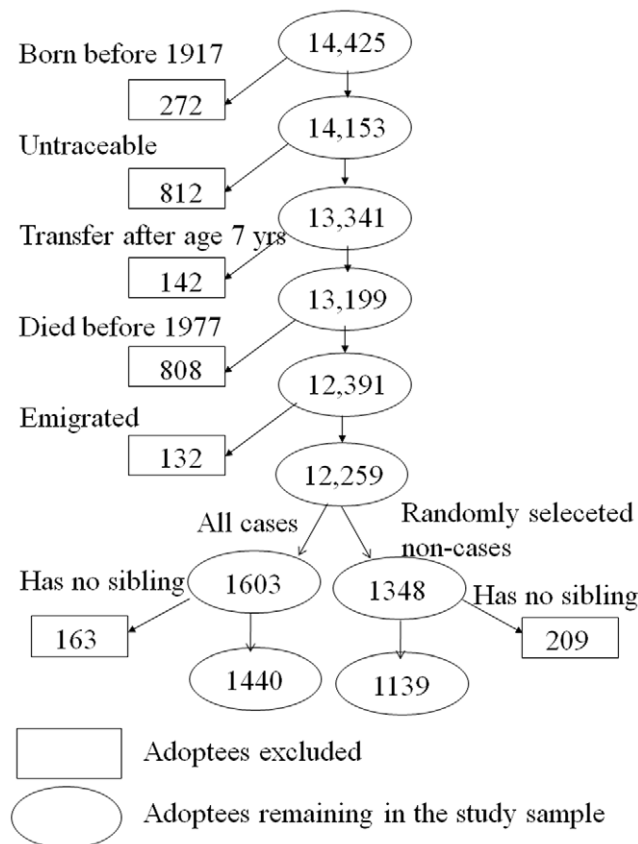 14,425
Born before 1917
272
14,153
Untraceable
812
13,341
Transfer after age 7 yrs
142
13,199
Died before 1977
808
12,391
Emigrated
132
12,259
All cases
Randomly seleceted
non-cases
Has no sibling
1603
1348
Has no sibling
163
209
1440
1139
Adoptees excluded
Adoptees remaining in the study sample